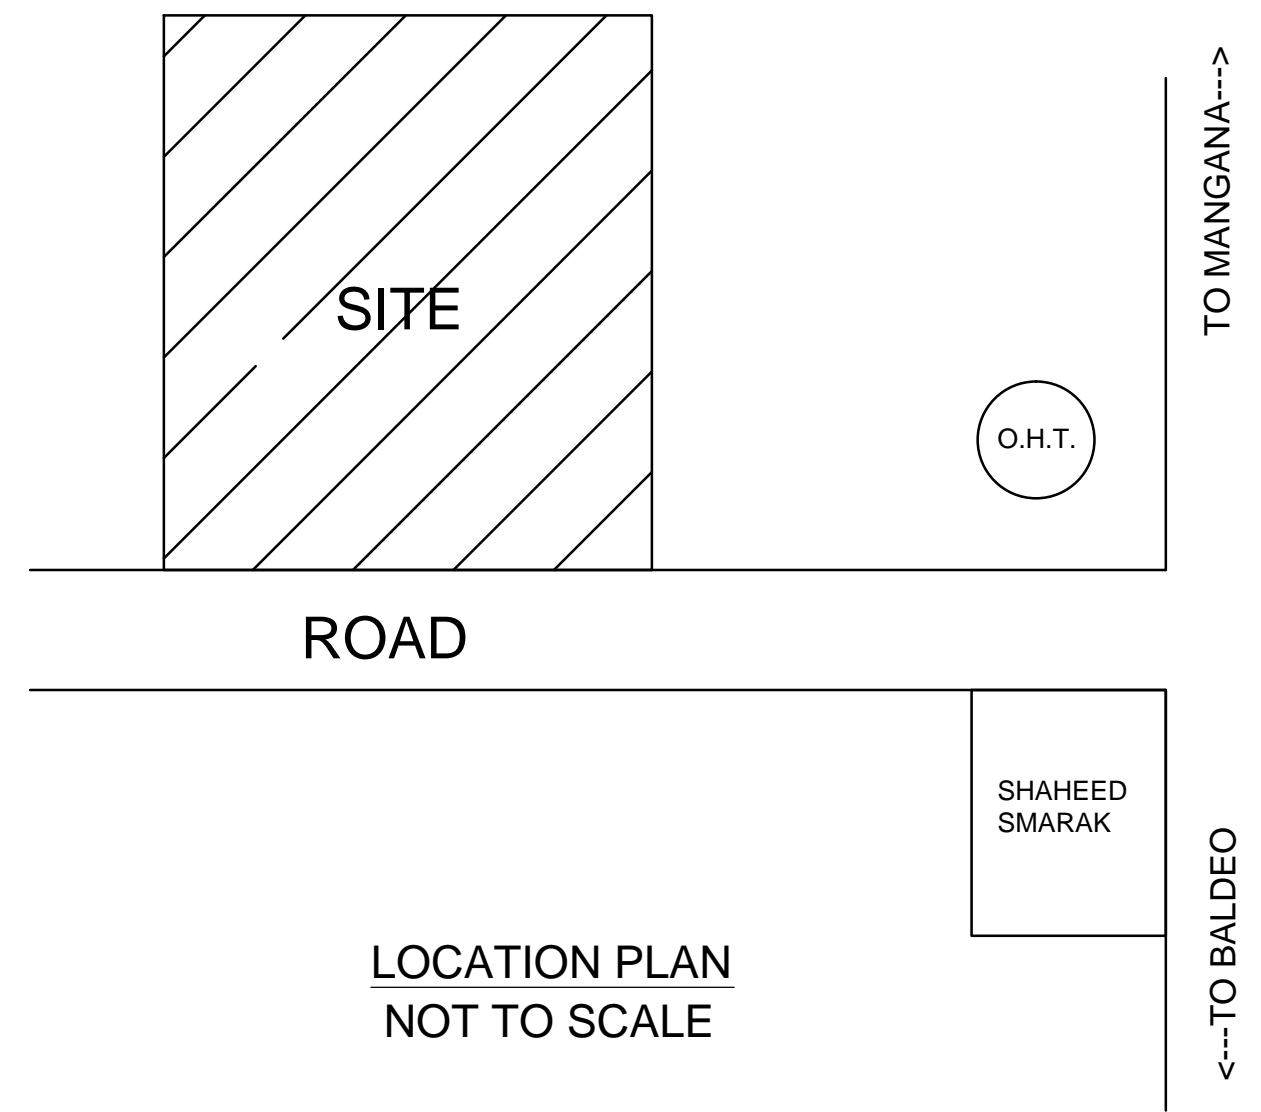 TO MANGANA--->
SITE
O.H.T.
ROAD
SHAHEED
SMARAK
<----TO BALDEO
LOCATION PLAN
NOT TO SCALE